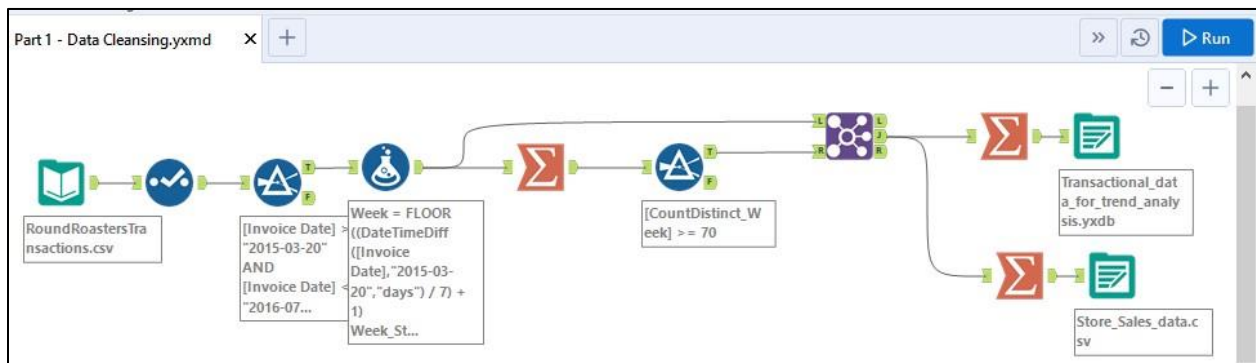 Part 1 - Data Cleansing.yxmd
Run
L
L
J
R
R
T
F
T
F
RoundRoastersTra
nsactions.csv
[Invoice Date] >
"2015-03-20"
AND
[Invoice Date] <
"2016-07...
Week = FLOOR
((DateTimeDiff
([Invoice
Date],"2015-03-
20","days") / 7) +
1)
Week_St...
[CountDistinct_W
eek] >= 70
Transactional_dat
a_for_trend_analy
sis.yxdb
Store_Sales_data.c
sv